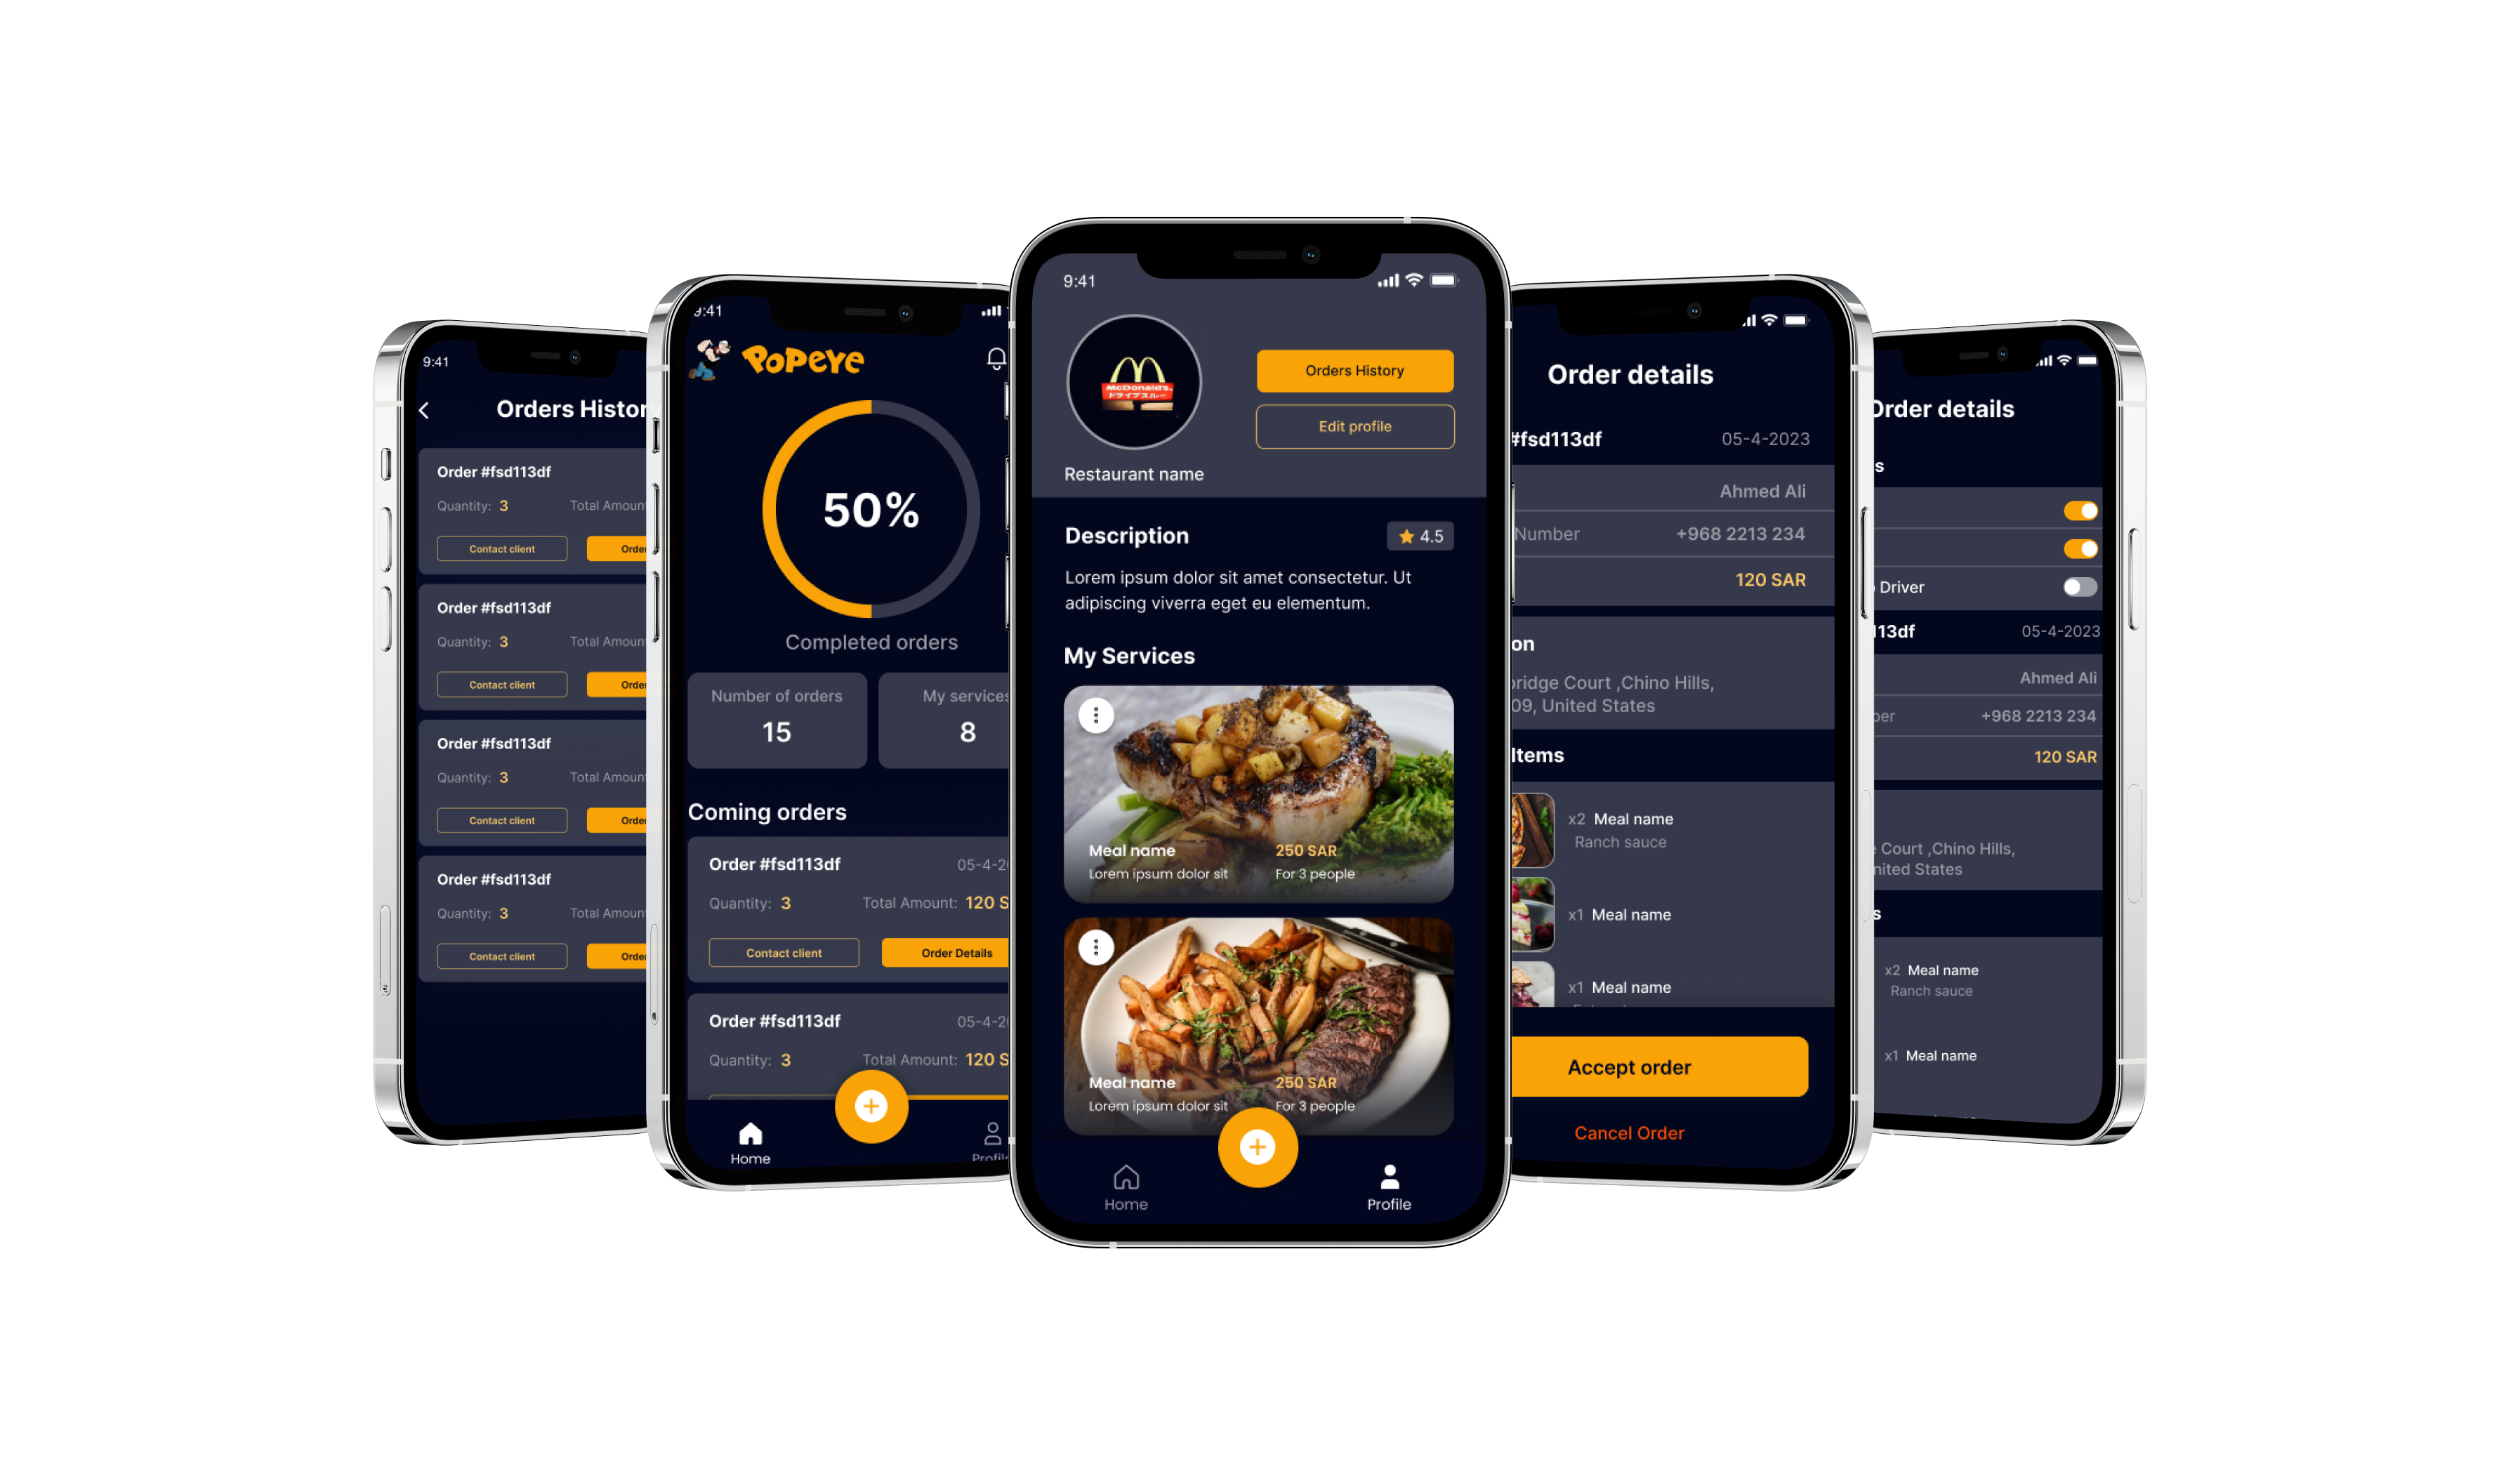 9:41
Orders Histor
Order #fsd113df
Quantity: 3 Total Amoun
Contact client Orde
Order #fsd113df
Quantity: 3 Total Amoun
Contact client Orde
Order #fsd113df
Quantity: 3 Total Amoun
Contact client Orde
Order #fsd113df
Quantity: 3 Total Amoun
Contact client Orde
9:41
POPEYE
50%
Completed orders
Number of orders My services
15 8
Coming orders
Order #fsd113df 05-4-2
Quantity: 3 Total Amount: 120 S
Contact client Order Details
Order #fsd113df 05-4-2
Quantity: 3 Total Amount: 120 S
Home Profile
9:41
McDonald's
ドライブスルー
Orders History
Edit profile
Restaurant name
Description 4.5
Lorem ipsum dolor sit amet consectetur. Ut
adipiscing viverra eget eu elementum.
My Services
Meal name 250 SAR
Lorem ipsum dolor sit For 3 people
Meal name 250 SAR
Lorem ipsum dolor sit For 3 people
Home Profile
Order details
#fsd113df 05-4-2023
Ahmed Ali
Number +968 2213 234
120 SAR
on
bridge Court ,Chino Hills,
09, United States
Items
x2 Meal name
Ranch sauce
x1 Meal name
x1 Meal name
Accept order
Cancel Order
Order details
s
Driver
113df 05-4-2023
Ahmed Ali
ber +968 2213 234
120 SAR
Court ,Chino Hills,
nited States
s
x2 Meal name
Ranch sauce
x1 Meal name